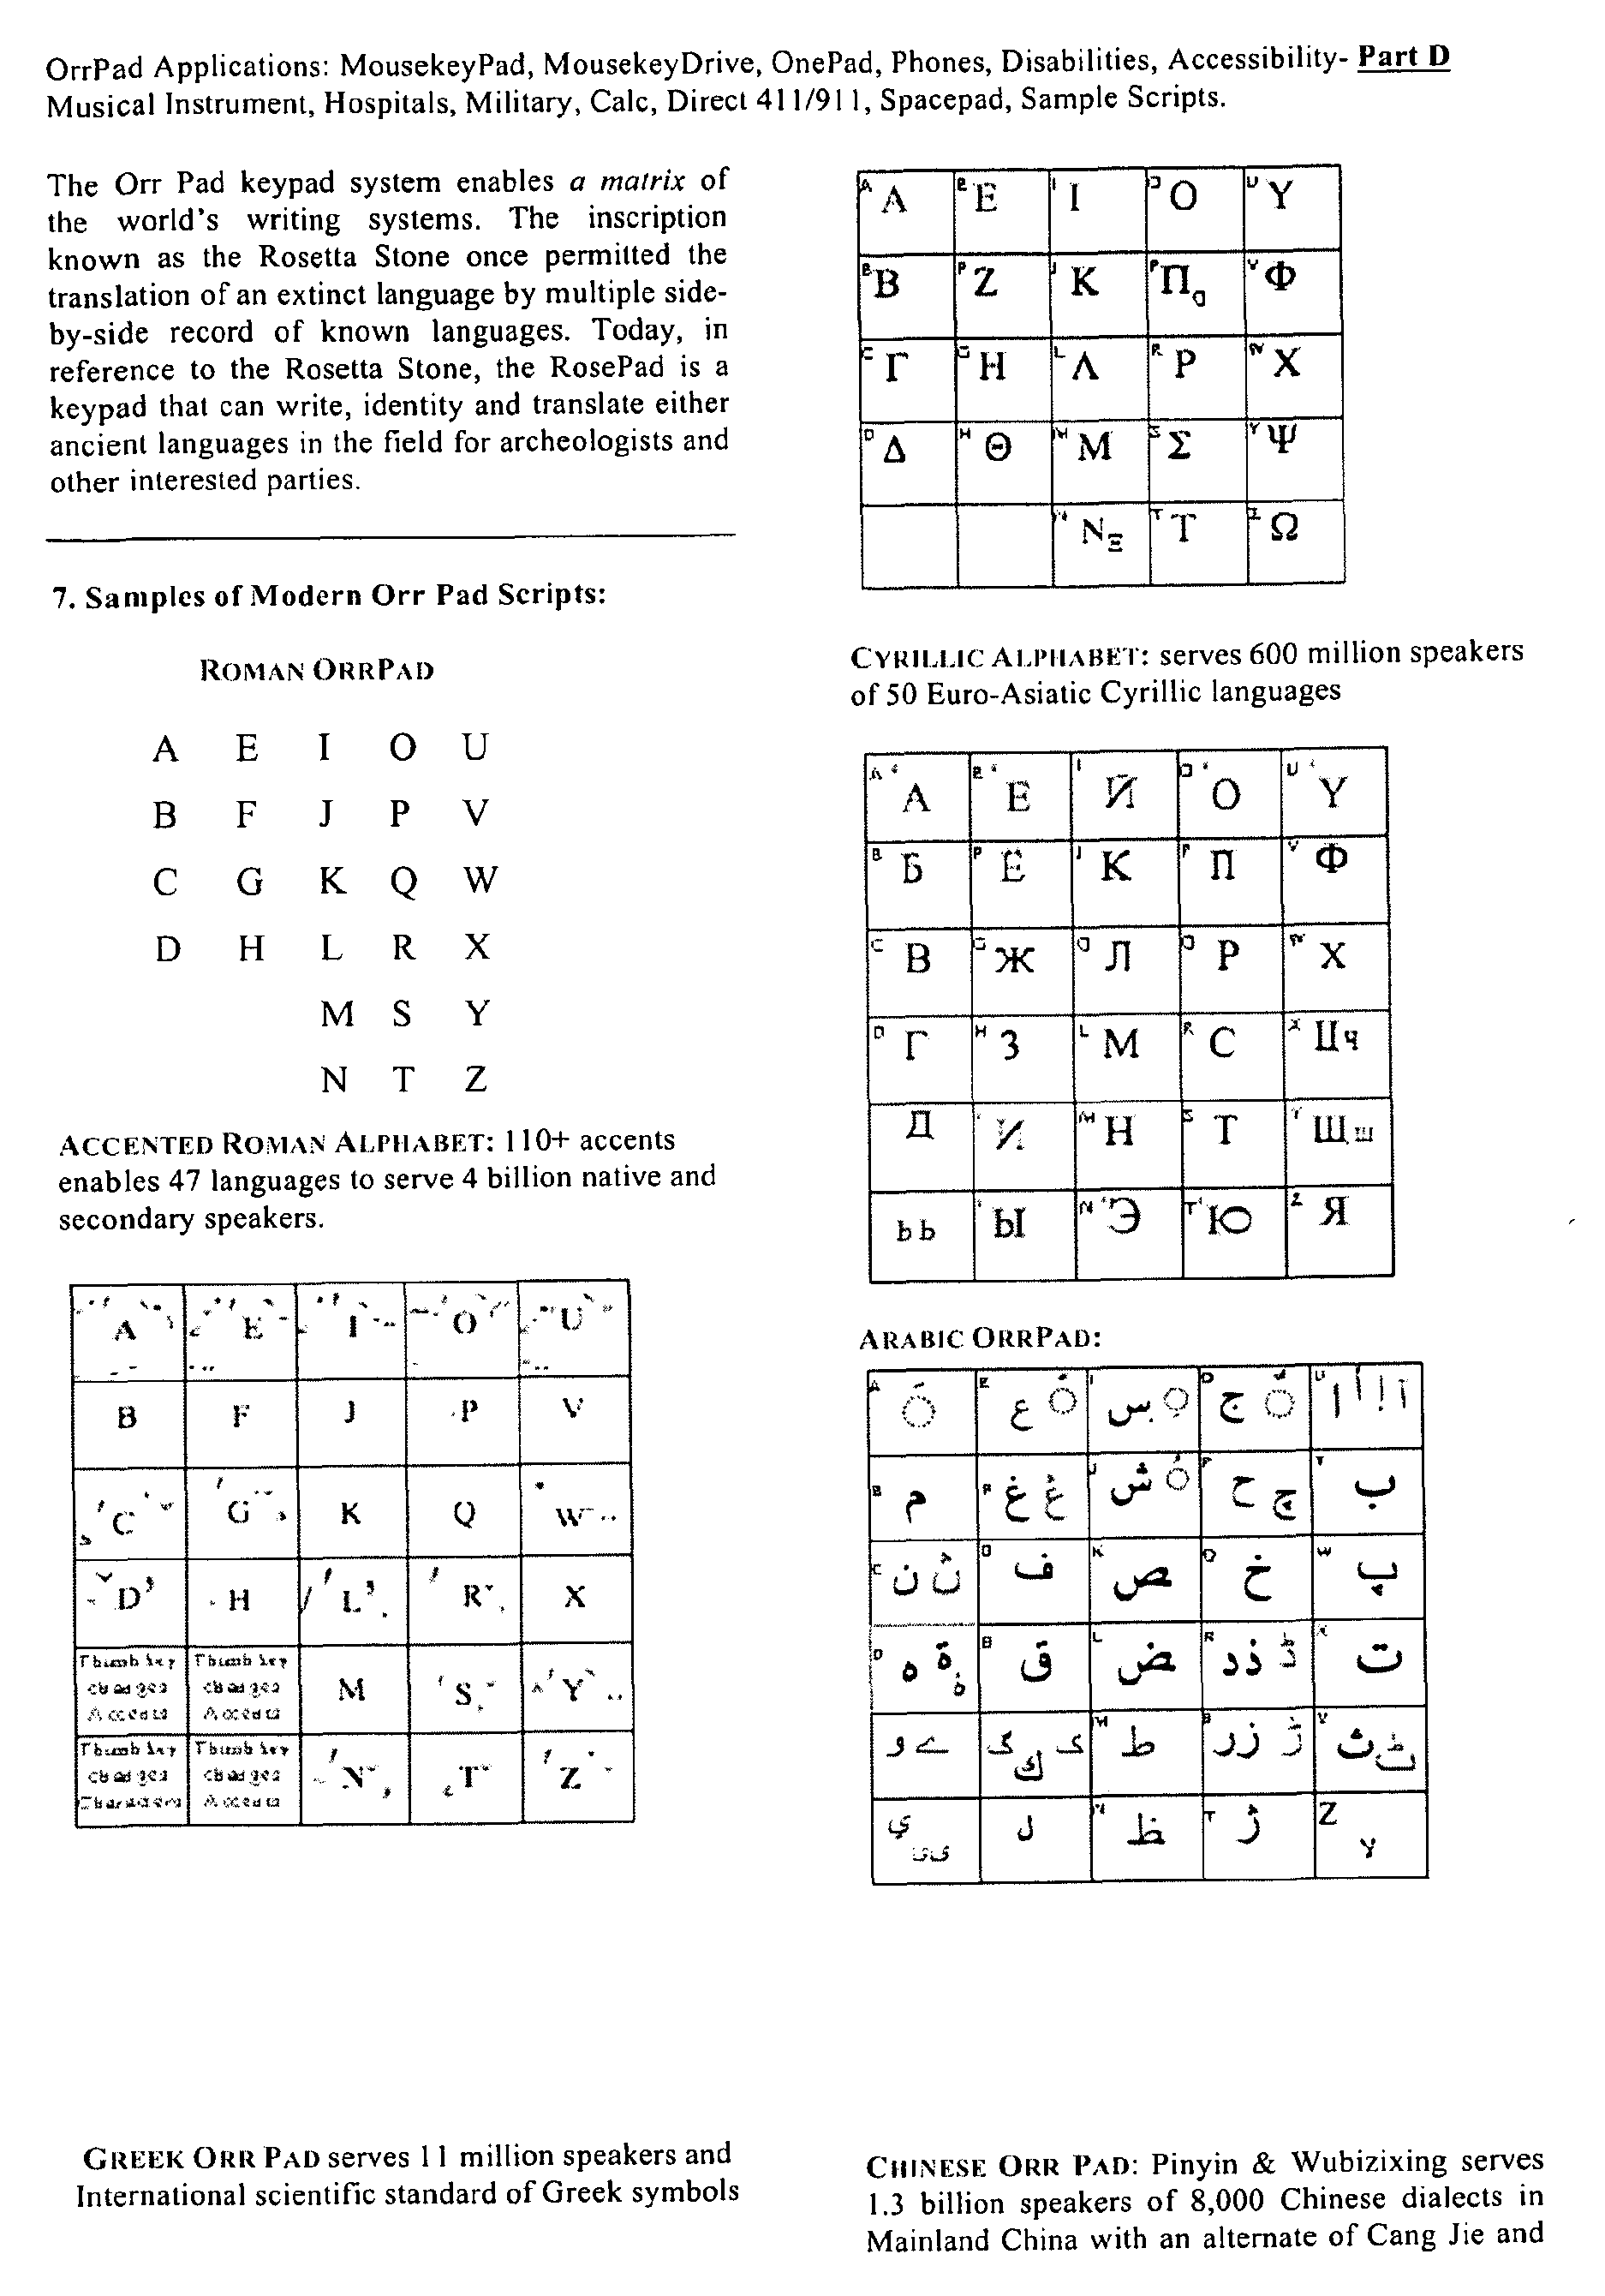 OrrPad Applications: MousekeyPad, MousekeyDrive, OnePad, Phones, Disabilities, Accessibility- Part D
Musical Instrument, Hospitals, Military, Calc, Direct 411/911, Spacepad, Sample Scripts.
The Orr Pad keypad system enables a matrix of
the world's writing systems. The inscription
known as the Rosetta Stone once permitted the
translation of an extinct language by multiple side-
by-side record of known languages. Today, in
reference to the Rosetta Stone, the RosePad is a
keypad that can write, identity and translate either
ancient languages in the field for archeologists and
other interested parties.
7. Samples of Modern Orr Pad Scripts:
ROMAN ORRPAD
A E I O U
B F J P V
C G K Q W
D H L R X
M S Y
N T Z
ACCENTED ROMAN ALPHABET: 110+ accents
enables 47 languages to serve 4 billion native and
secondary speakers.
A E I O U
B F J P V
C G K Q W
D H L R X
Thumb key Thumb key M S Y
changes changes
Accents Accents
Thumb key Thumb key N T Z
changes changes
Characters Accents
GREEK ORR PAD serves 11 million speakers and
International scientific standard of Greek symbols
Α Ε Ι Ο Υ
Β Ζ Κ Π Φ
Γ Η Λ Ρ Χ
Δ Θ Μ Σ Ψ
Ν Ξ Τ Ω
CYRILLIC ALPHABET: serves 600 million speakers
of 50 Euro-Asiatic Cyrillic languages
А Е Й О У
Б Ё К П Ф
В Ж Л Р Х
Г З М С Ц ч
Д И Н Т Щ ш
ь ъ Ы Э Ю Я
ARABIC ORRPAD:
ع س ج ا أ إ آ
م غ ش ح چ ب
ن ف ص خ پ
ه ة ق ض د ذ ڈ ت
و ے ک ك گ ط ر ز ڑ ث ٹ
ي ل ظ ژ Z
CHINESE ORR PAD: Pinyin & Wubizixing serves
1.3 billion speakers of 8,000 Chinese dialects in
Mainland China with an alternate of Cang Jie and